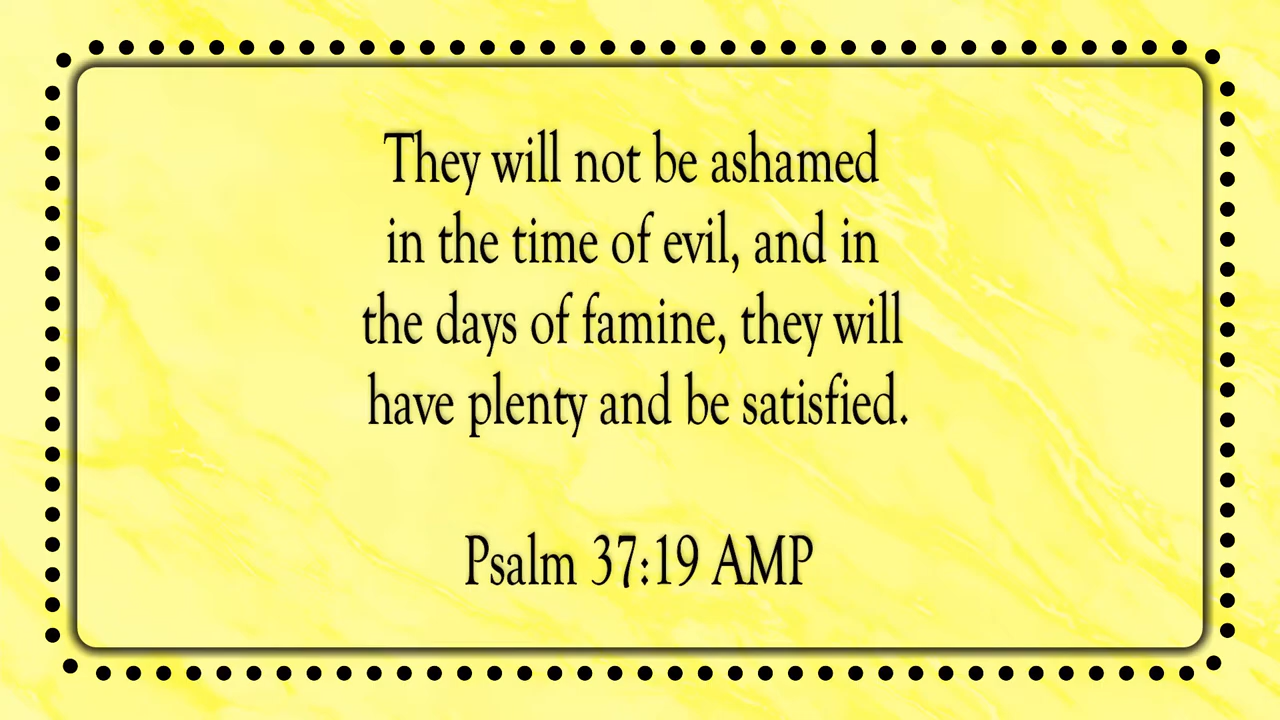 They will not be ashamed
in the time of evil, and in
the days of famine, they will
have plenty and be satisfied.
Psalm 37:19 AMP